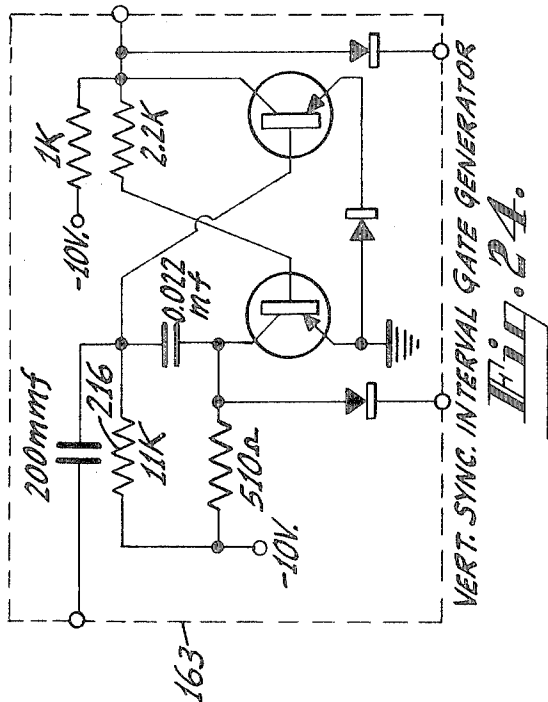 200mmf
1K
-10V.
216
11K
2.2K
0.022
mf
163
510Ω
-10V.
VERT. SYNC. INTERVAL GATE GENERATOR
Fig. 24.